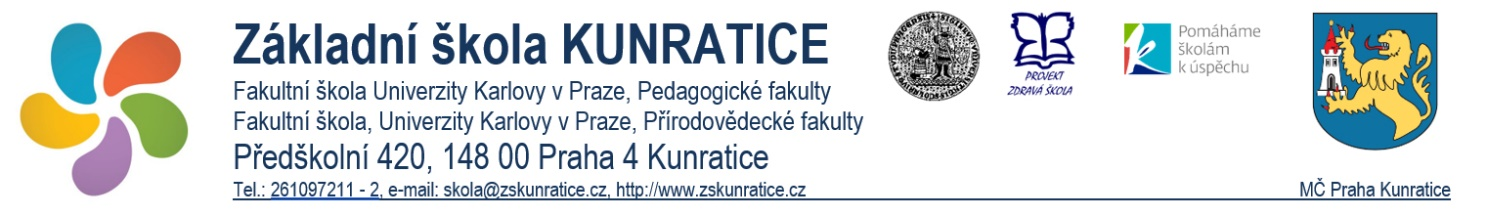 Základní škola KUNRATICE
Fakultní škola Univerzity Karlovy v Praze, Pedagogické fakulty
Fakultní škola, Univerzity Karlovy v Praze, Přírodovědecké fakulty
Předškolní 420, 148 00 Praha 4 Kunratice
Tel.: 261097211 - 2, e-mail: skola@zskunratice.cz, http://www.zskunratice.cz
PROJEKT
ZDRAVÁ ŠKOLA
Pomáháme
školám
k úspěchu
MČ Praha Kunratice